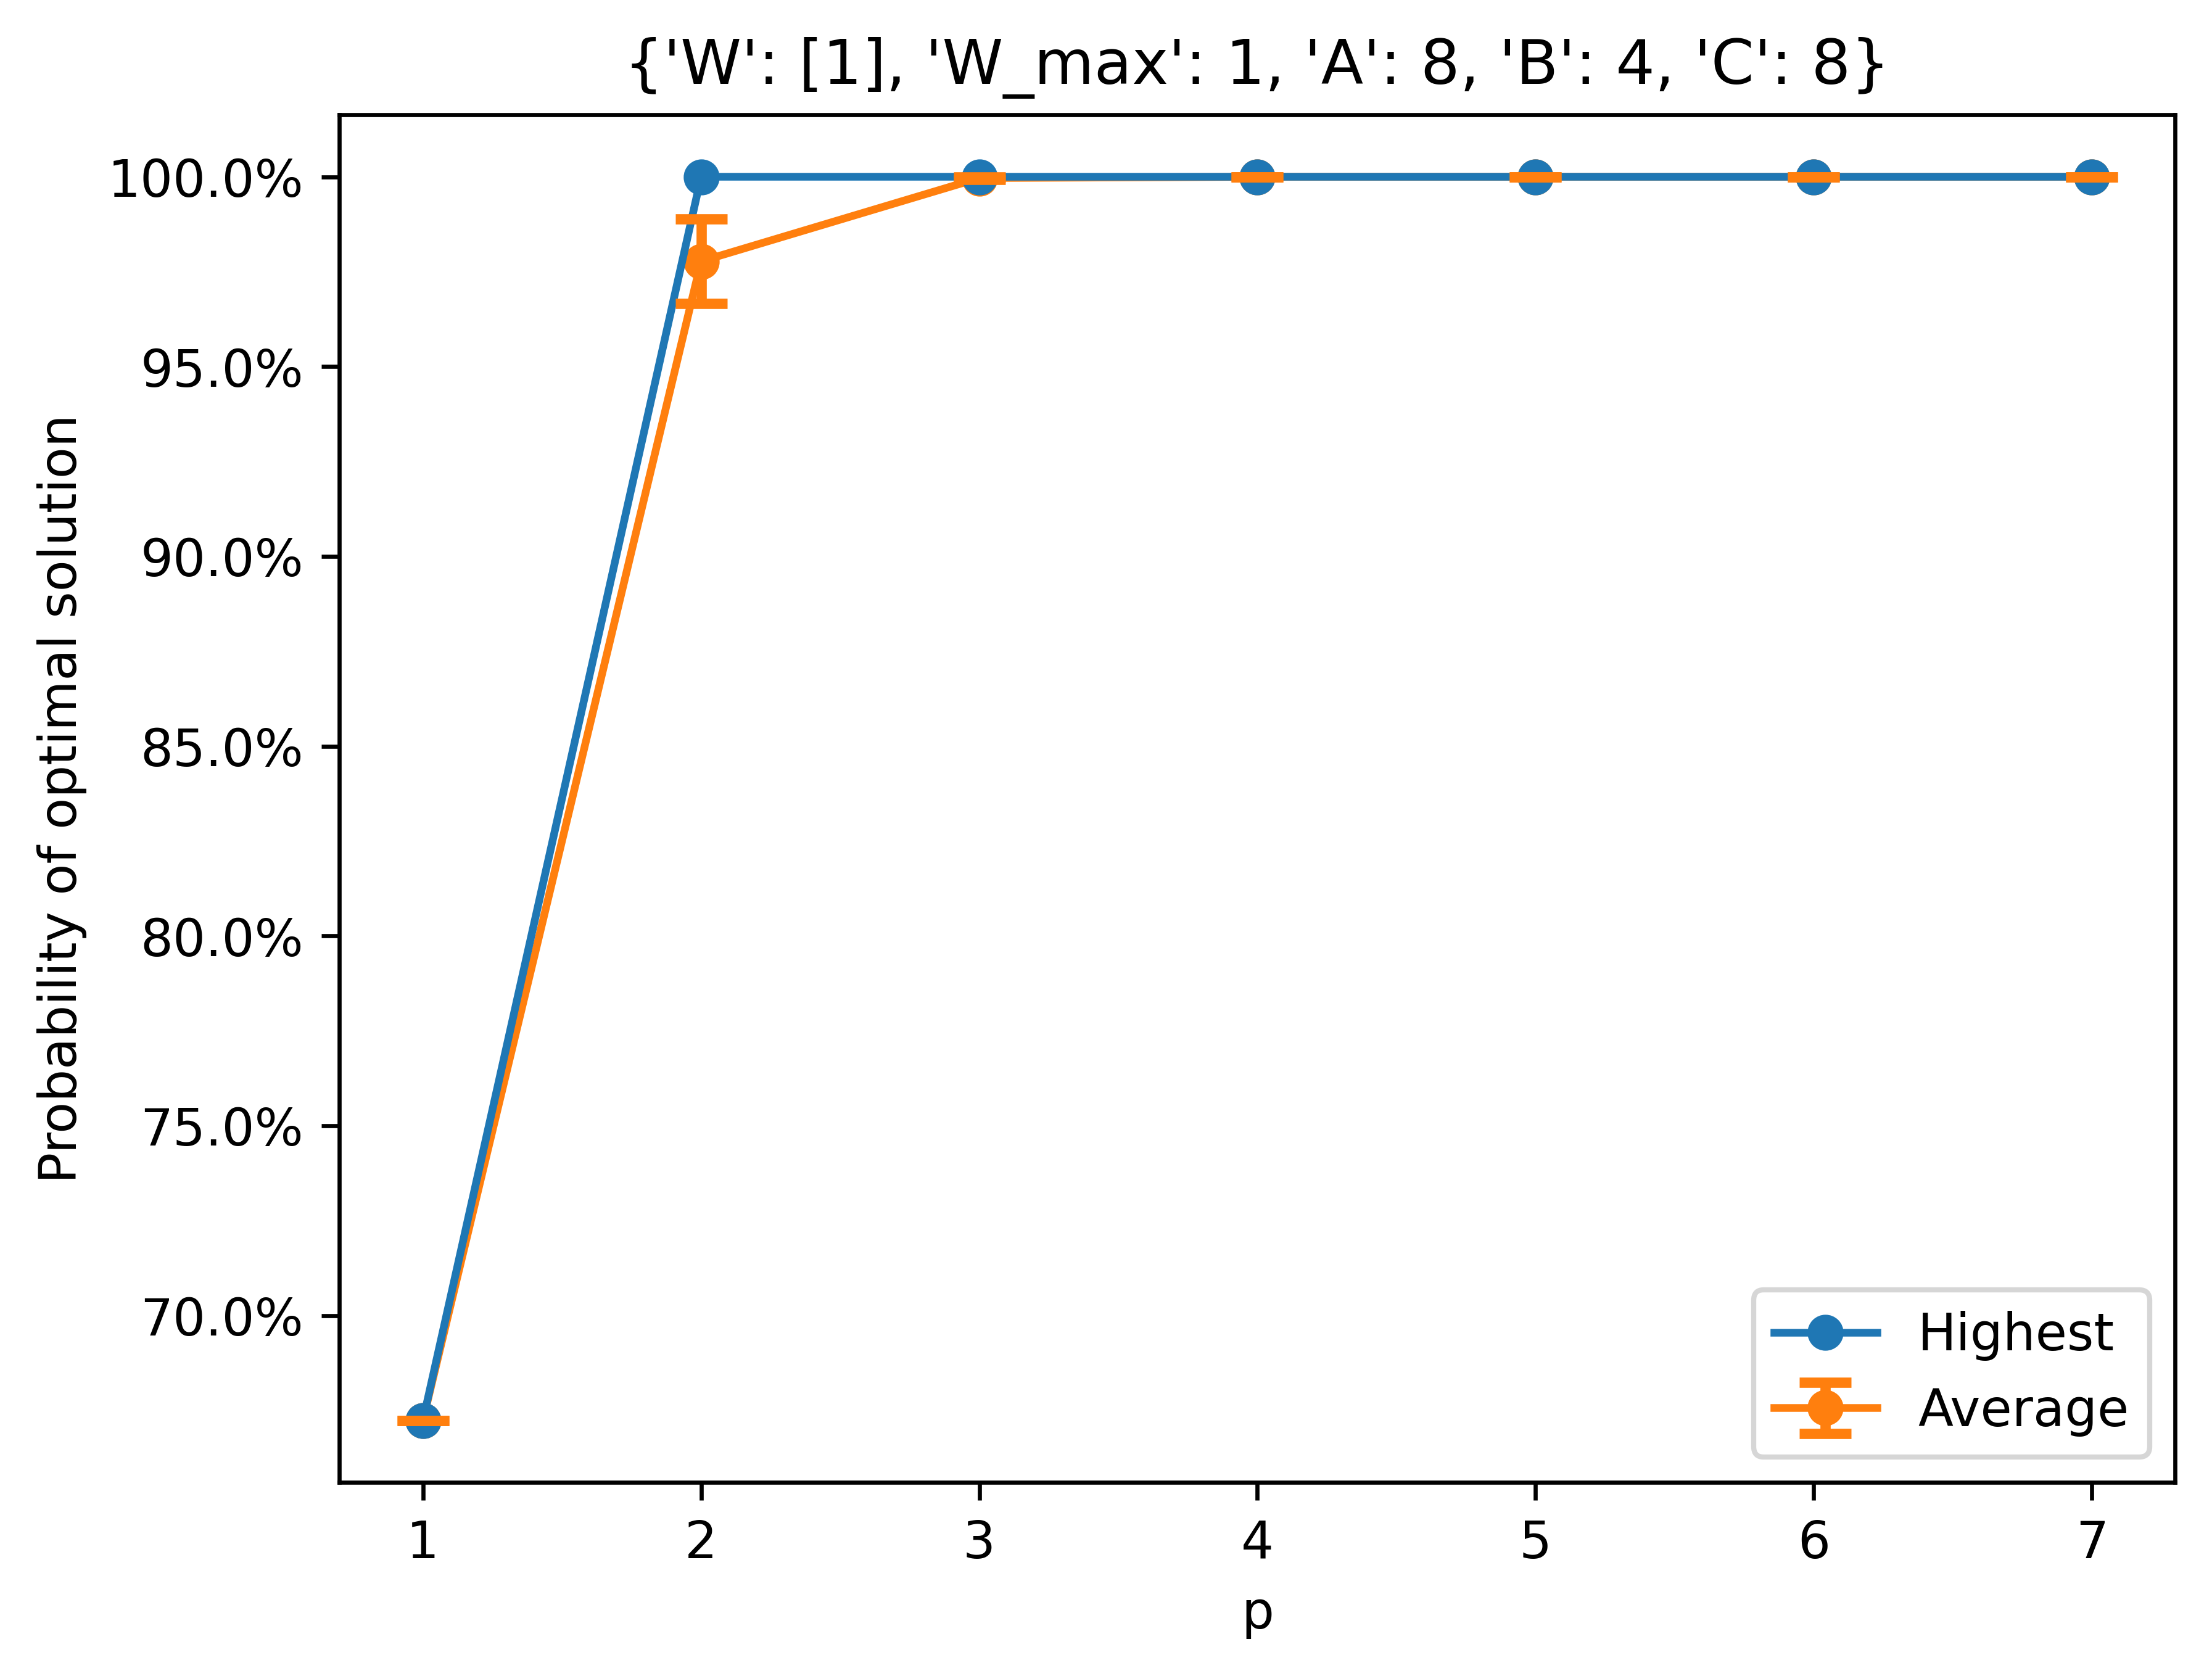 {'W': [1], 'W_max': 1, 'A': 8, 'B': 4, 'C': 8}
Probability of optimal solution
100.0%
95.0%
90.0%
85.0%
80.0%
75.0%
70.0%
Highest
Average
1 2 3 4 5 6 7
p